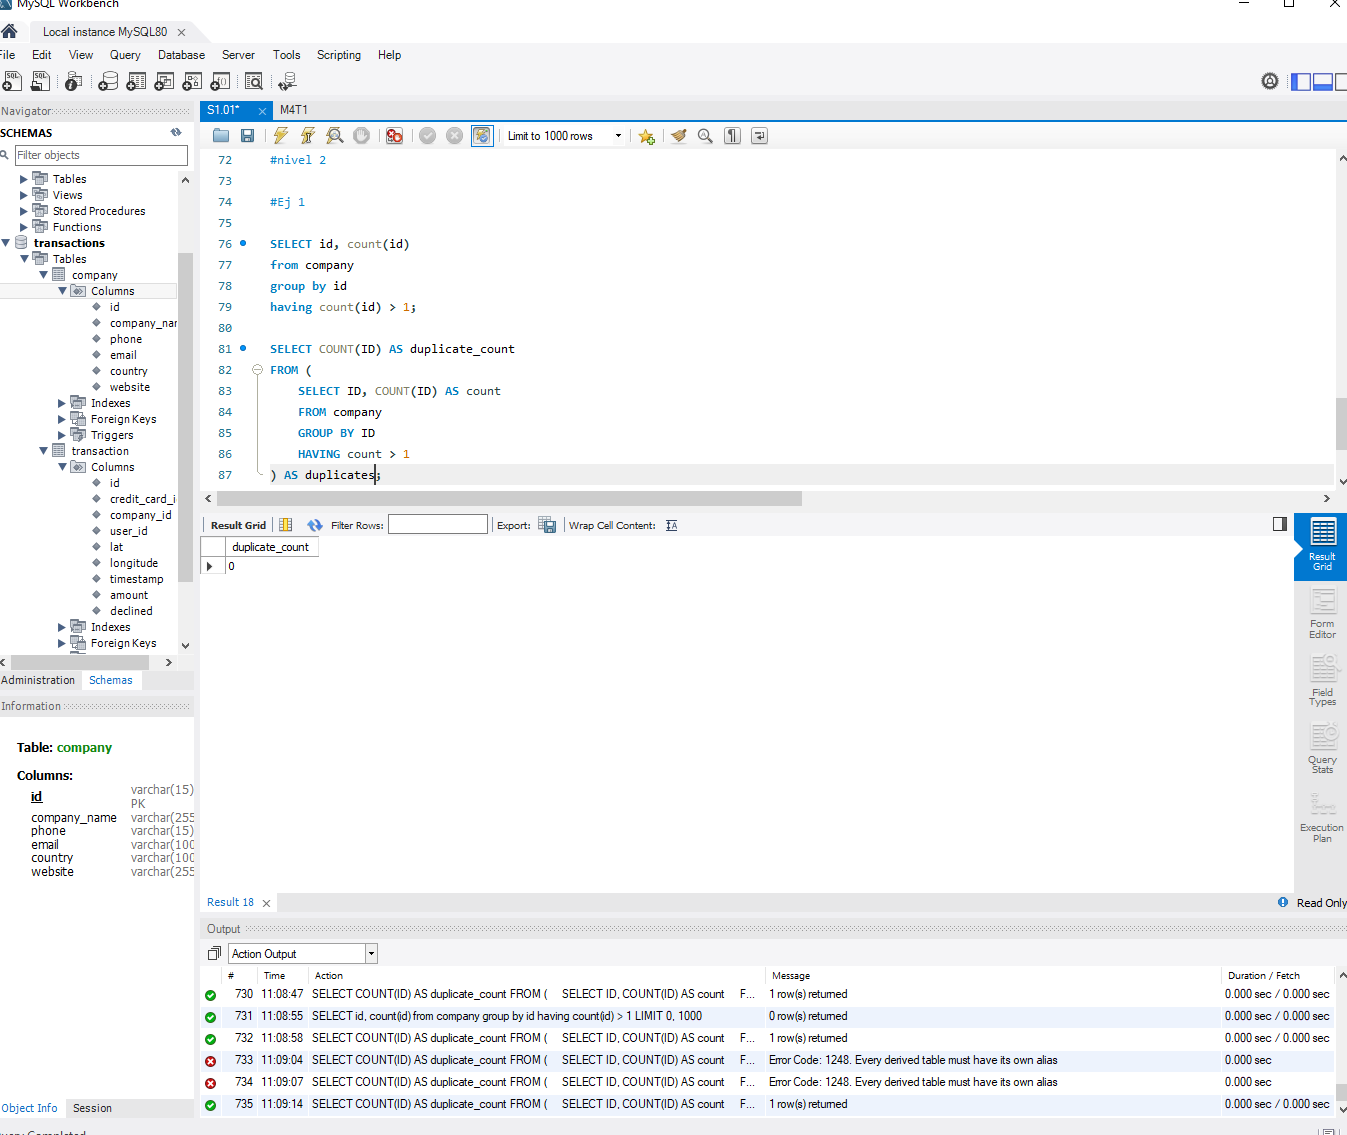 MySQL Workbench
Local instance MySQL80
File Edit View Query Database Server Tools Scripting Help
Navigator
SCHEMAS
Filter objects
Tables
Views
Stored Procedures
Functions
transactions
Tables
company
Columns
id
company_nar
phone
email
country
website
Indexes
Foreign Keys
Triggers
transaction
Columns
id
credit_card_i
company_id
user_id
lat
longitude
timestamp
amount
declined
Indexes
Foreign Keys
Administration Schemas
Information
Table: company
Columns:
id varchar(15) PK
company_name varchar(255
phone varchar(15)
email varchar(100
country varchar(100
website varchar(255
Object Info Session
Query Completed
S1.01* M4T1
Limit to 1000 rows
72 #nivel 2
73
74 #Ej 1
75
76 SELECT id, count(id)
77 from company
78 group by id
79 having count(id) > 1;
80
81 SELECT COUNT(ID) AS duplicate_count
82 FROM (
83 SELECT ID, COUNT(ID) AS count
84 FROM company
85 GROUP BY ID
86 HAVING count > 1
87 ) AS duplicates;
Result Grid Filter Rows: Export: Wrap Cell Content:
duplicate_count
0
Result Grid
Form Editor
Field Types
Query Stats
Execution Plan
Result 18 Read Only
Output
Action Output
# Time Action Message Duration / Fetch
730 11:08:47 SELECT COUNT(ID) AS duplicate_count FROM ( SELECT ID, COUNT(ID) AS count F... 1 row(s) returned 0.000 sec / 0.000 sec
731 11:08:55 SELECT id, count(id) from company group by id having count(id) > 1 LIMIT 0, 1000 0 row(s) returned 0.000 sec / 0.000 sec
732 11:08:58 SELECT COUNT(ID) AS duplicate_count FROM ( SELECT ID, COUNT(ID) AS count F... 1 row(s) returned 0.000 sec / 0.000 sec
733 11:09:04 SELECT COUNT(ID) AS duplicate_count FROM ( SELECT ID, COUNT(ID) AS count F... Error Code: 1248. Every derived table must have its own alias 0.000 sec
734 11:09:07 SELECT COUNT(ID) AS duplicate_count FROM ( SELECT ID, COUNT(ID) AS count F... Error Code: 1248. Every derived table must have its own alias 0.000 sec
735 11:09:14 SELECT COUNT(ID) AS duplicate_count FROM ( SELECT ID, COUNT(ID) AS count F... 1 row(s) returned 0.000 sec / 0.000 sec